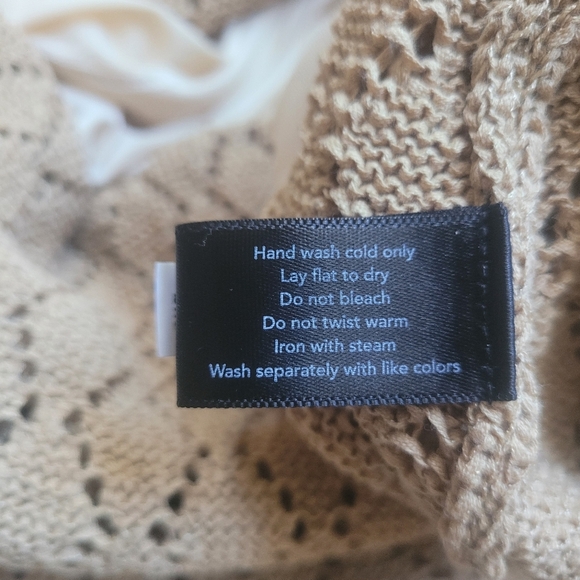 Hand wash cold only
Lay flat to dry
Do not bleach
Do not twist warm
Iron with steam
Wash separately with like colors